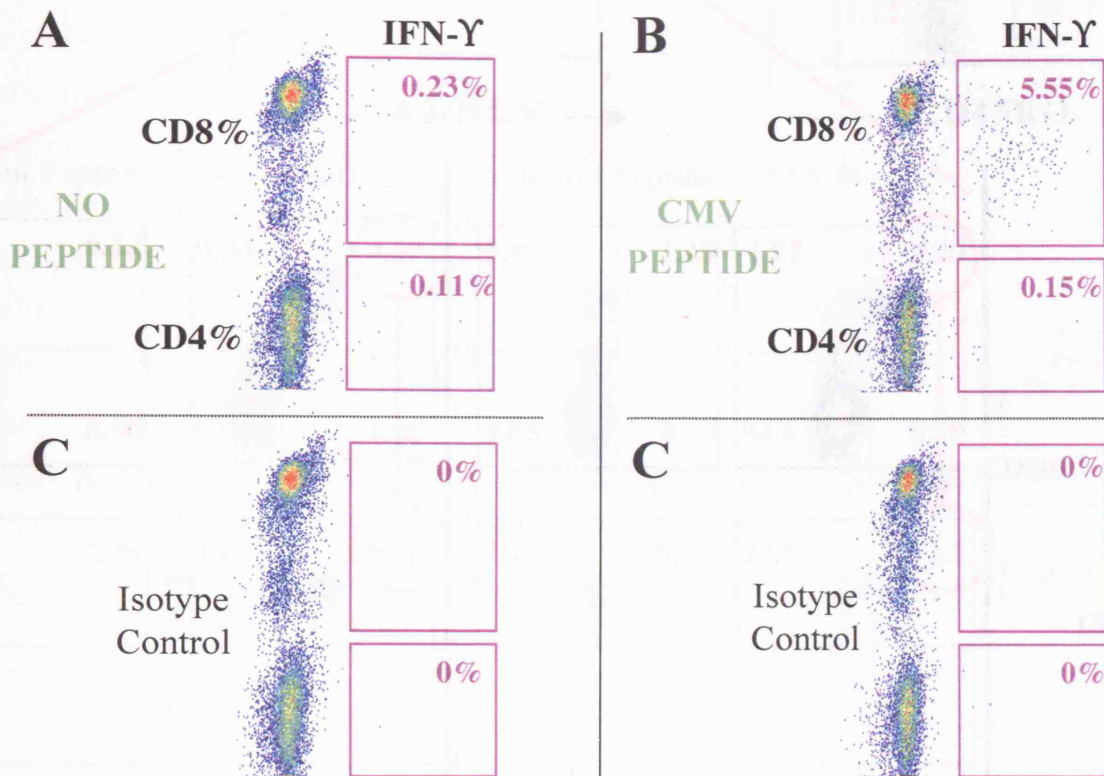 A
IFN-ϒ
0.23%
CD8%
NO
PEPTIDE
0.11%
CD4%
B
IFN-ϒ
5.55%
CD8%
CMV
PEPTIDE
0.15%
CD4%
C
0%
Isotype
Control
0%
C
0%
Isotype
Control
0%